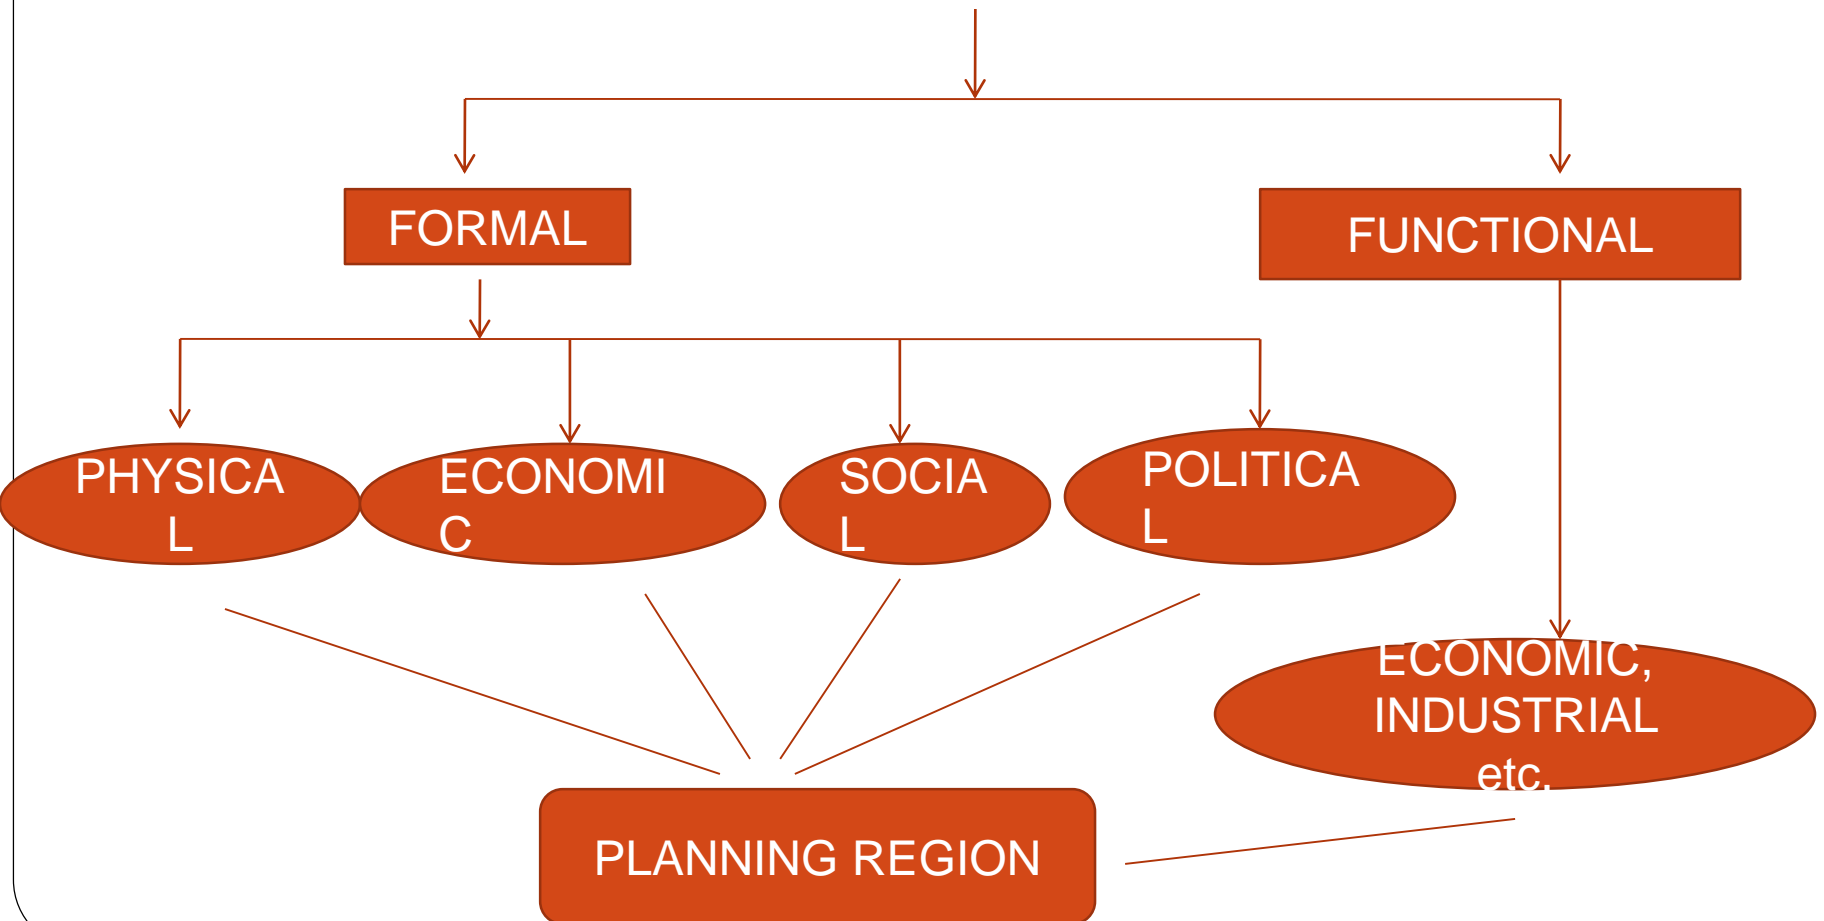 FORMAL
FUNCTIONAL
PHYSICA
L
ECONOMI
C
SOCIA
L
POLITICA
L
ECONOMIC,
INDUSTRIAL
etc.
PLANNING REGION